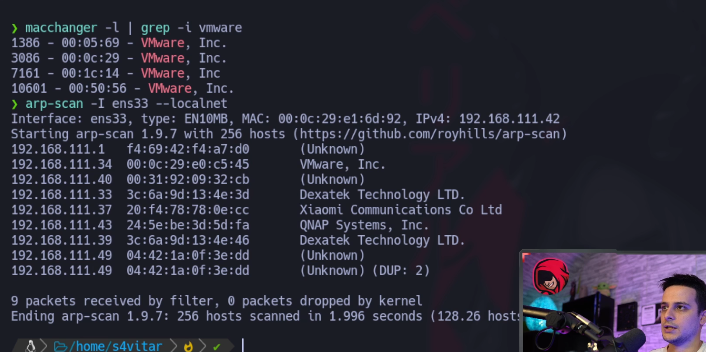 ❯ macchanger -l | grep -i vmware
1386 - 00:05:69 - VMware, Inc.
3086 - 00:0c:29 - VMware, Inc.
7161 - 00:1c:14 - VMware, Inc
10601 - 00:50:56 - VMware, Inc.
❯ arp-scan -I ens33 --localnet
Interface: ens33, type: EN10MB, MAC: 00:0c:29:e1:6d:92, IPv4: 192.168.111.42
Starting arp-scan 1.9.7 with 256 hosts (https://github.com/royhills/arp-scan)
192.168.111.1 f4:69:42:f4:a7:d0 (Unknown)
192.168.111.34 00:0c:29:e0:c5:45 VMware, Inc.
192.168.111.40 00:31:92:09:32:cb (Unknown)
192.168.111.33 3c:6a:9d:13:4e:3d Dexatek Technology LTD.
192.168.111.37 20:f4:78:78:0e:cc Xiaomi Communications Co Ltd
192.168.111.43 24:5e:be:3d:5d:fa QNAP Systems, Inc.
192.168.111.39 3c:6a:9d:13:4e:46 Dexatek Technology LTD.
192.168.111.49 04:42:1a:0f:3e:dd (Unknown)
192.168.111.49 04:42:1a:0f:3e:dd (Unknown) (DUP: 2)
9 packets received by filter, 0 packets dropped by kernel
Ending arp-scan 1.9.7: 256 hosts scanned in 1.996 seconds (128.26 hosts
/home/s4vitar